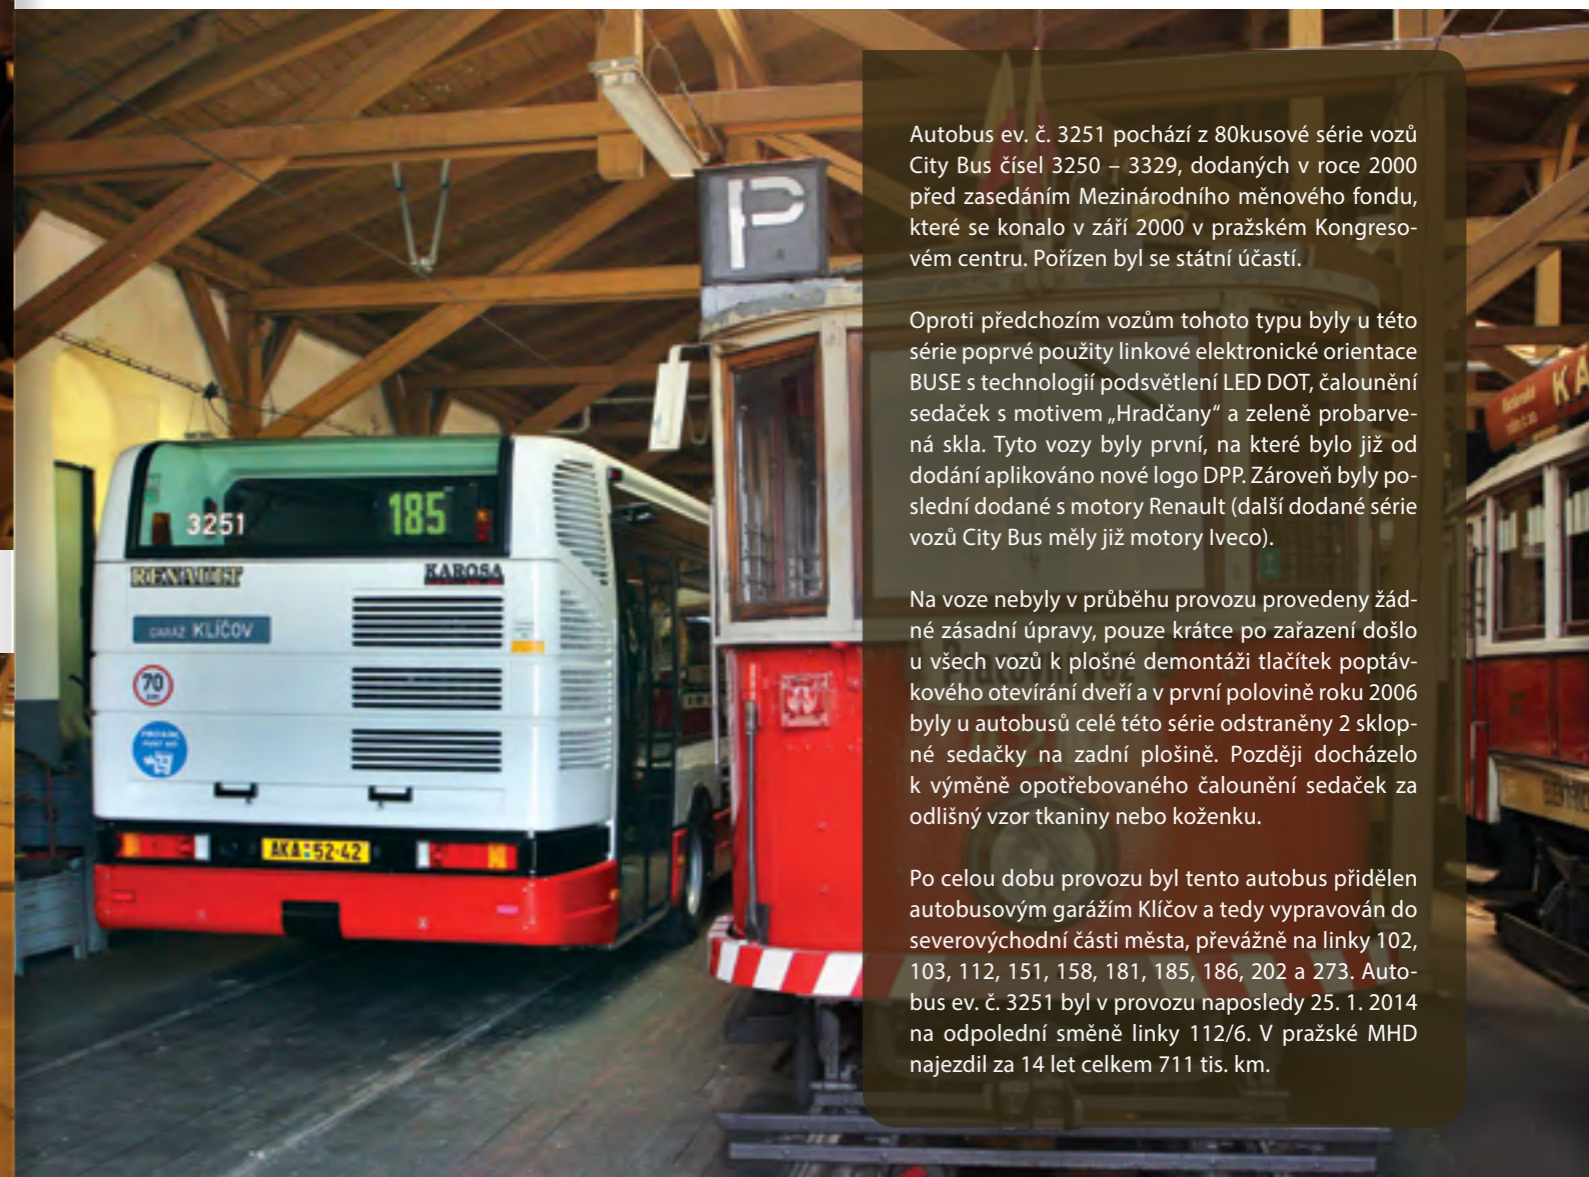 P
Autobus ev. č. 3251 pochází z 80kusové série vozů
City Bus čísel 3250 – 3329, dodaných v roce 2000
před zasedáním Mezinárodního měnového fondu,
které se konalo v září 2000 v pražském Kongreso-
vém centru. Pořízen byl se státní účastí.
Oproti předchozím vozům tohoto typu byly u této
série poprvé použity linkové elektronické orientace
BUSE s technologií podsvětlení LED DOT, čalounění
sedaček s motivem „Hradčany“ a zeleně probarve-
ná skla. Tyto vozy byly první, na které bylo již od
dodání aplikováno nové logo DPP. Zároveň byly po-
slední dodané s motory Renault (další dodané série
vozů City Bus měly již motory Iveco).
Na voze nebyly v průběhu provozu provedeny žád-
né zásadní úpravy, pouze krátce po zařazení došlo
u všech vozů k plošné demontáži tlačítek poptáv-
kového otevírání dveří a v první polovině roku 2006
byly u autobusů celé této série odstraněny 2 sklop-
né sedačky na zadní plošině. Později docházelo
k výměně opotřebovaného čalounění sedaček za
odlišný vzor tkaniny nebo koženku.
Po celou dobu provozu byl tento autobus přidělen
autobusovým garážím Klíčov a tedy vypravován do
severovýchodní části města, převážně na linky 102,
103, 112, 151, 158, 181, 185, 186, 202 a 273. Auto-
bus ev. č. 3251 byl v provozu naposledy 25. 1. 2014
na odpolední směně linky 112/6. V pražské MHD
najezdil za 14 let celkem 711 tis. km.
3251 185
RENAULT KAROSA
GARÁŽ KLÍČOV
70
AKA 52-42
Pracovní vůz
KA